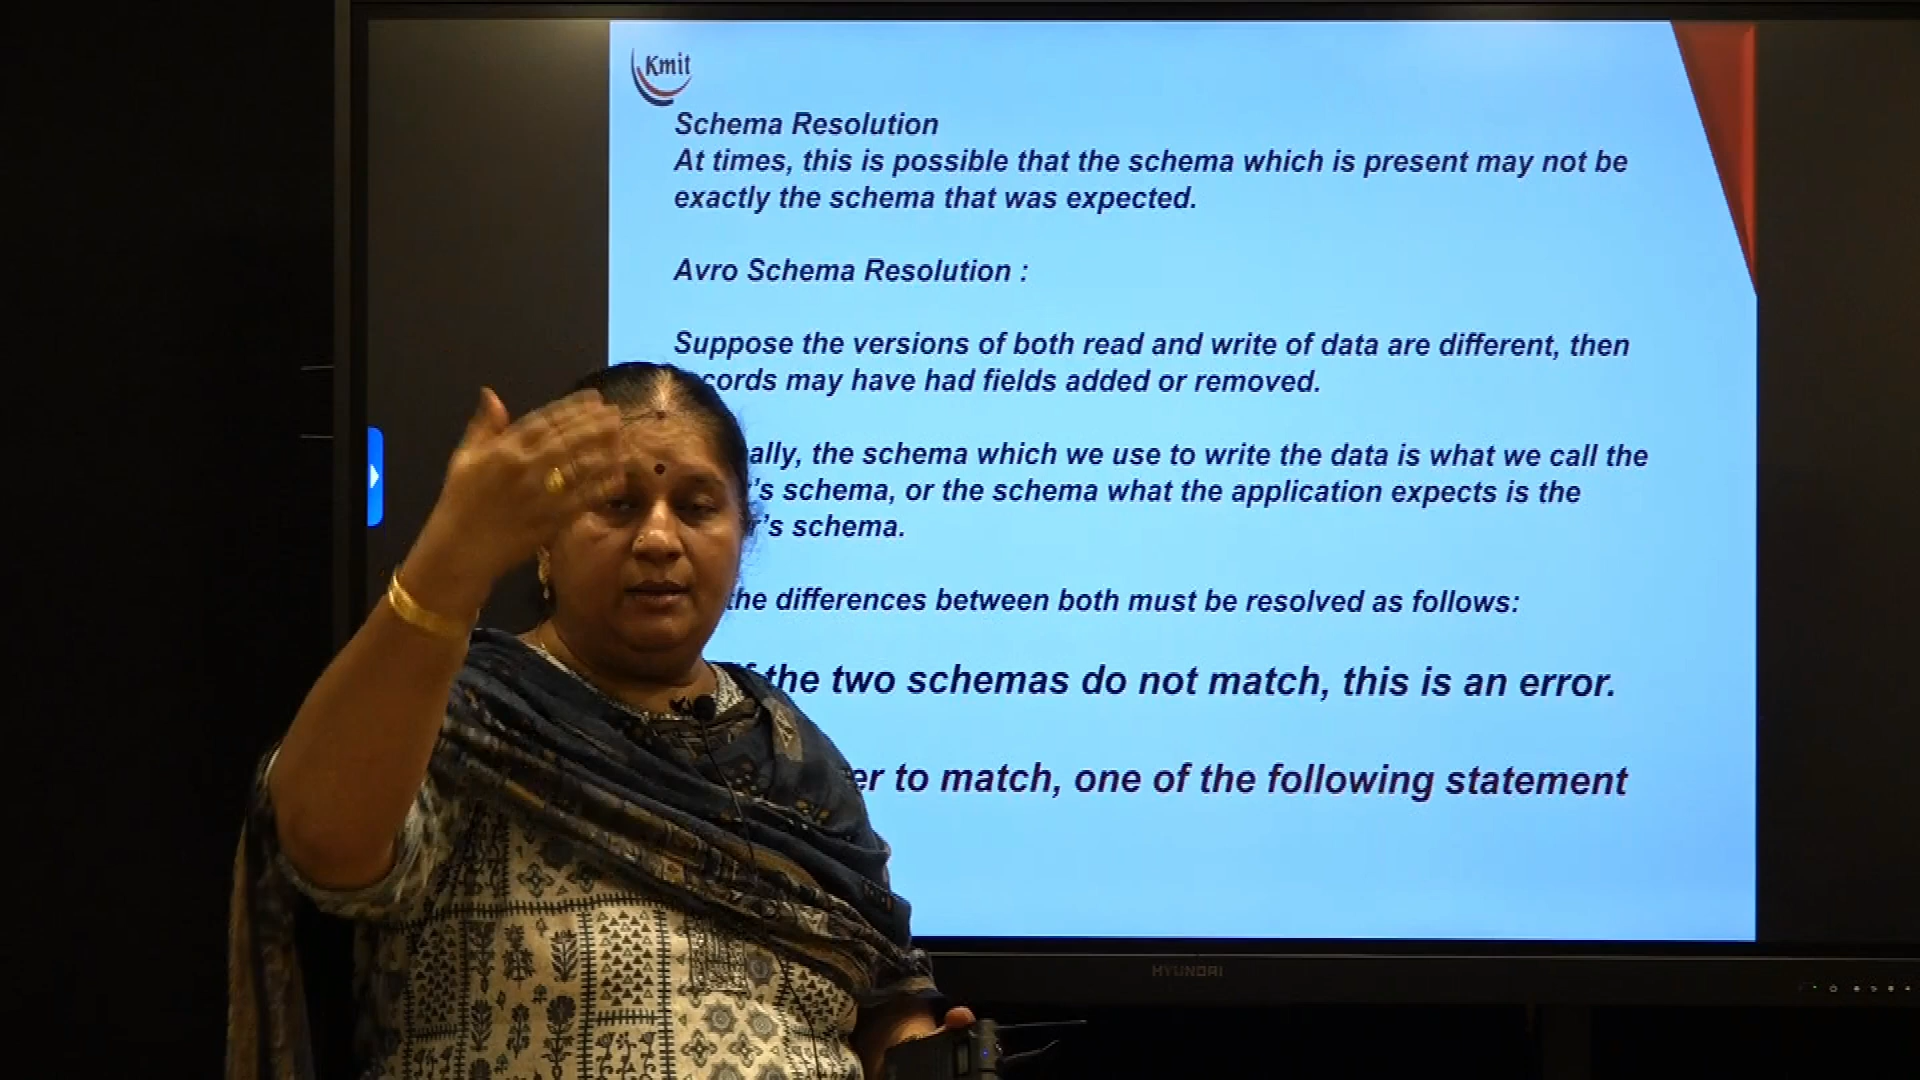 Kmit
Schema Resolution
At times, this is possible that the schema which is present may not be
exactly the schema that was expected.
Avro Schema Resolution :
Suppose the versions of both read and write of data are different, then
cords may have had fields added or removed.
ally, the schema which we use to write the data is what we call the
's schema, or the schema what the application expects is the
r's schema.
the differences between both must be resolved as follows:
the two schemas do not match, this is an error.
er to match, one of the following statement
HYUNDAI